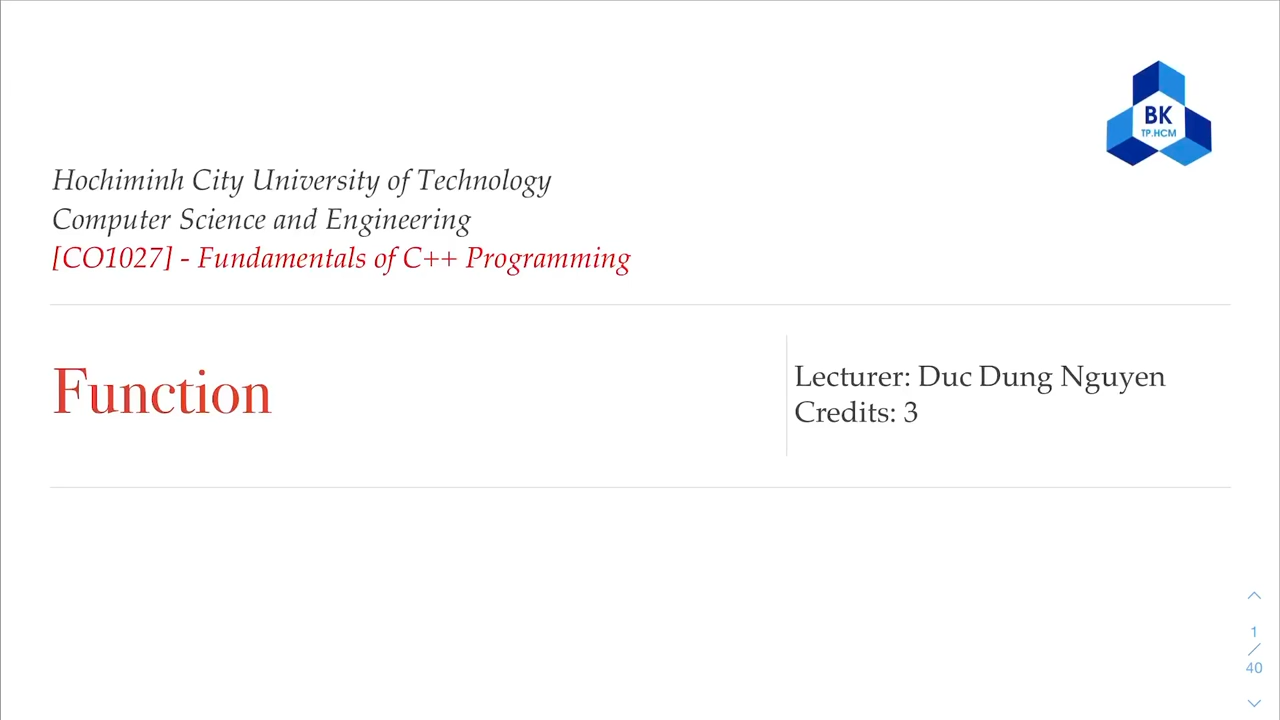 BK
TP.HCM
Hochiminh City University of Technology
Computer Science and Engineering
[CO1027] - Fundamentals of C++ Programming
Function
Lecturer: Duc Dung Nguyen
Credits: 3
1
/
40